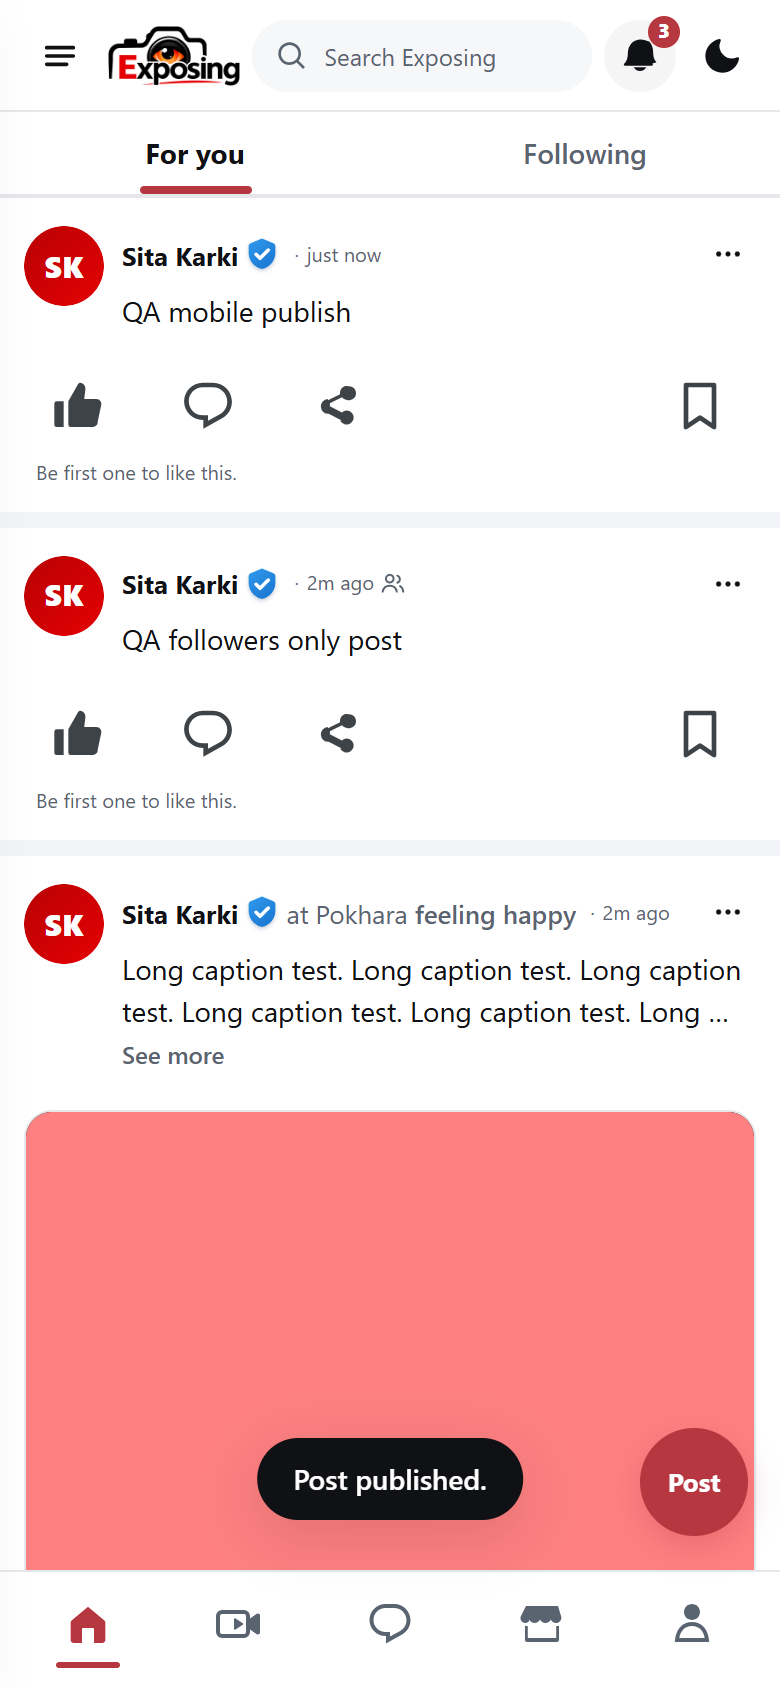 Exposing
Search Exposing
3
For you
Following
SK
Sita Karki · just now
QA mobile publish
Be first one to like this.
SK
Sita Karki · 2m ago
QA followers only post
Be first one to like this.
SK
Sita Karki at Pokhara feeling happy · 2m ago
Long caption test. Long caption test. Long caption
test. Long caption test. Long caption test. Long ...
See more
Post published.
Post